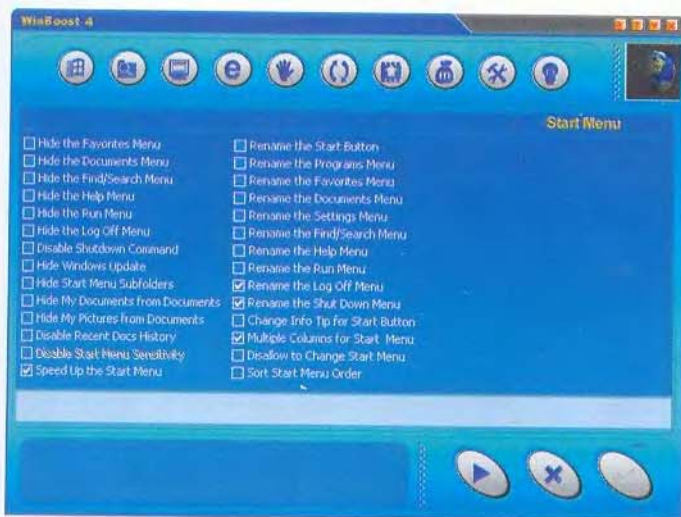 WinBoost 4
Start Menu
Hide the Favorites Menu
Hide the Documents Menu
Hide the Find/Search Menu
Hide the Help Menu
Hide the Run Menu
Hide the Log Off Menu
Disable Shutdown Command
Hide Windows Update
Hide Start Menu Subfolders
Hide My Documents from Documents
Hide My Pictures from Documents
Disable Recent Docs History
Disable Start Menu Sensitivity
Speed Up the Start Menu
Rename the Start Button
Rename the Programs Menu
Rename the Favorites Menu
Rename the Documents Menu
Rename the Settings Menu
Rename the Find/Search Menu
Rename the Help Menu
Rename the Run Menu
Rename the Log Off Menu
Rename the Shut Down Menu
Change Info Tip for Start Button
Multiple Columns for Start Menu
Disallow to Change Start Menu
Sort Start Menu Order